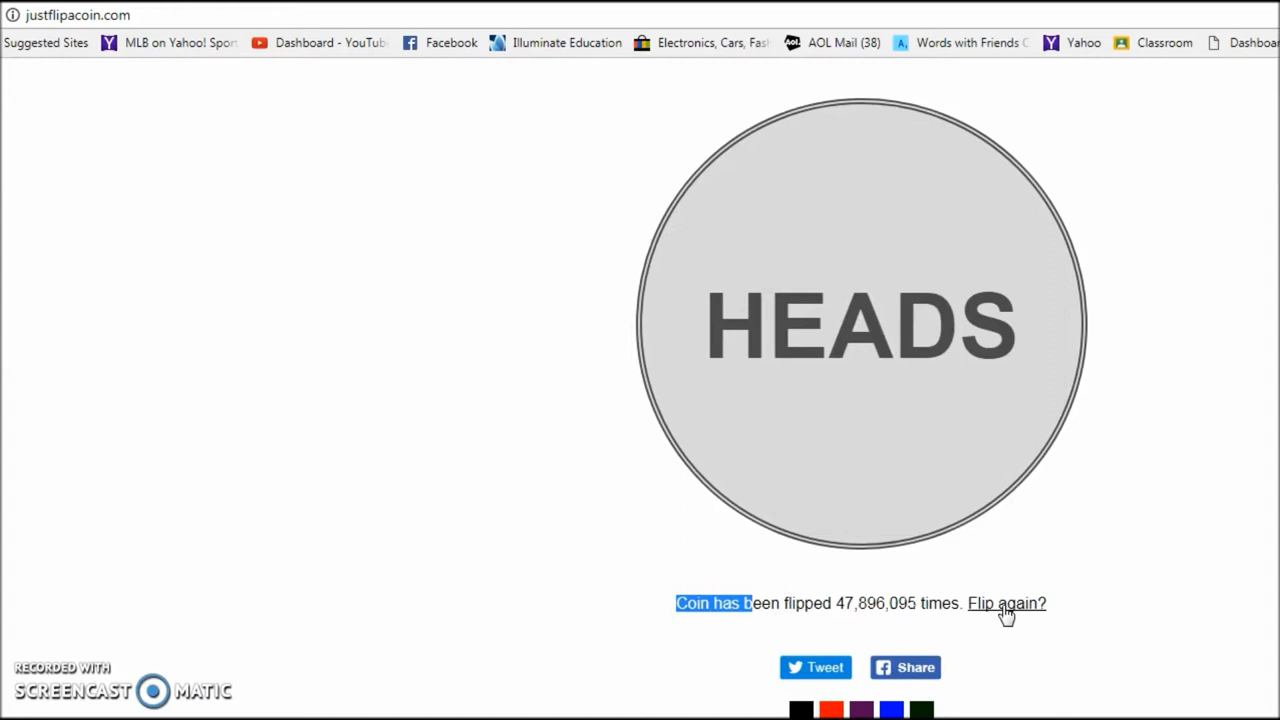 justflipacoin.com
Suggested Sites MLB on Yahoo! Sport Dashboard - YouTub Facebook Illuminate Education Electronics, Cars, Fas AOL Mail (38) Words with Friends Yahoo Classroom Dashboa
HEADS
Coin has been flipped 47,896,095 times. Flip again?
Tweet Share
RECORDED WITH
SCREENCAST MATIC